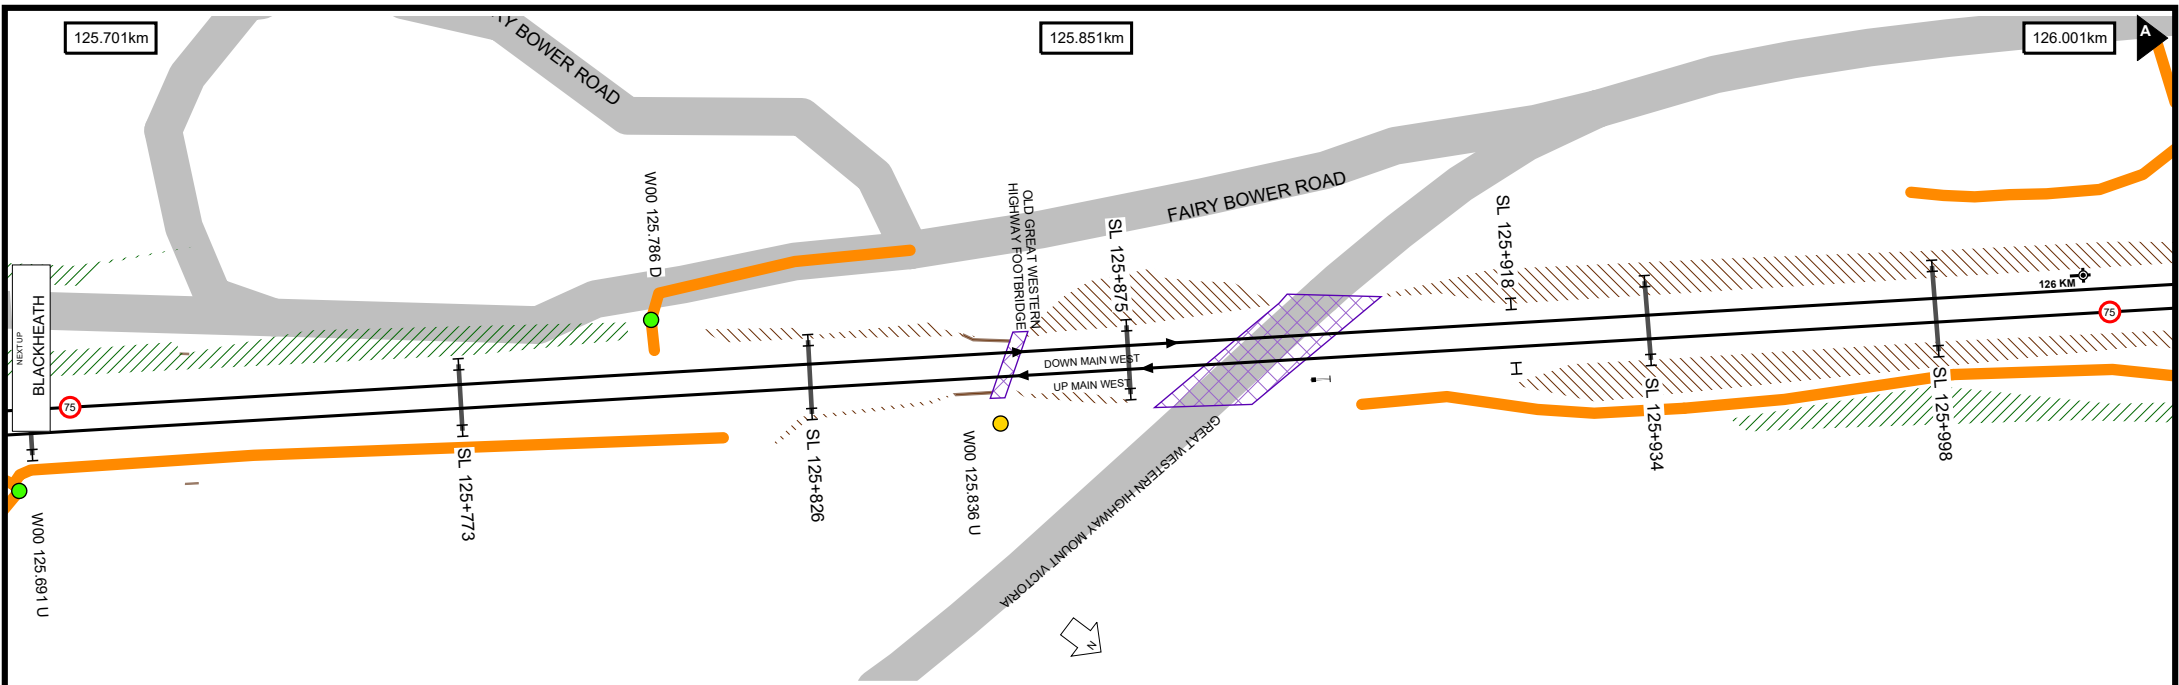 125.701km
125.851km
126.001km
A
RY BOWER ROAD
FAIRY BOWER ROAD
W00 125.786 D
OLD GREAT WESTERN
HIGHWAY FOOTBRIDGE
SL 125+875
SL 125+918
126 KM
75
NEXT UP
BLACKHEATH
75
DOWN MAIN WEST
UP MAIN WEST
SL 125+773
SL 125+826
W00 125.836 U
SL 125+934
SL 125+998
GREAT WESTERN HIGHWAY MOUNT VICTORIA
W00 125.691 U
N